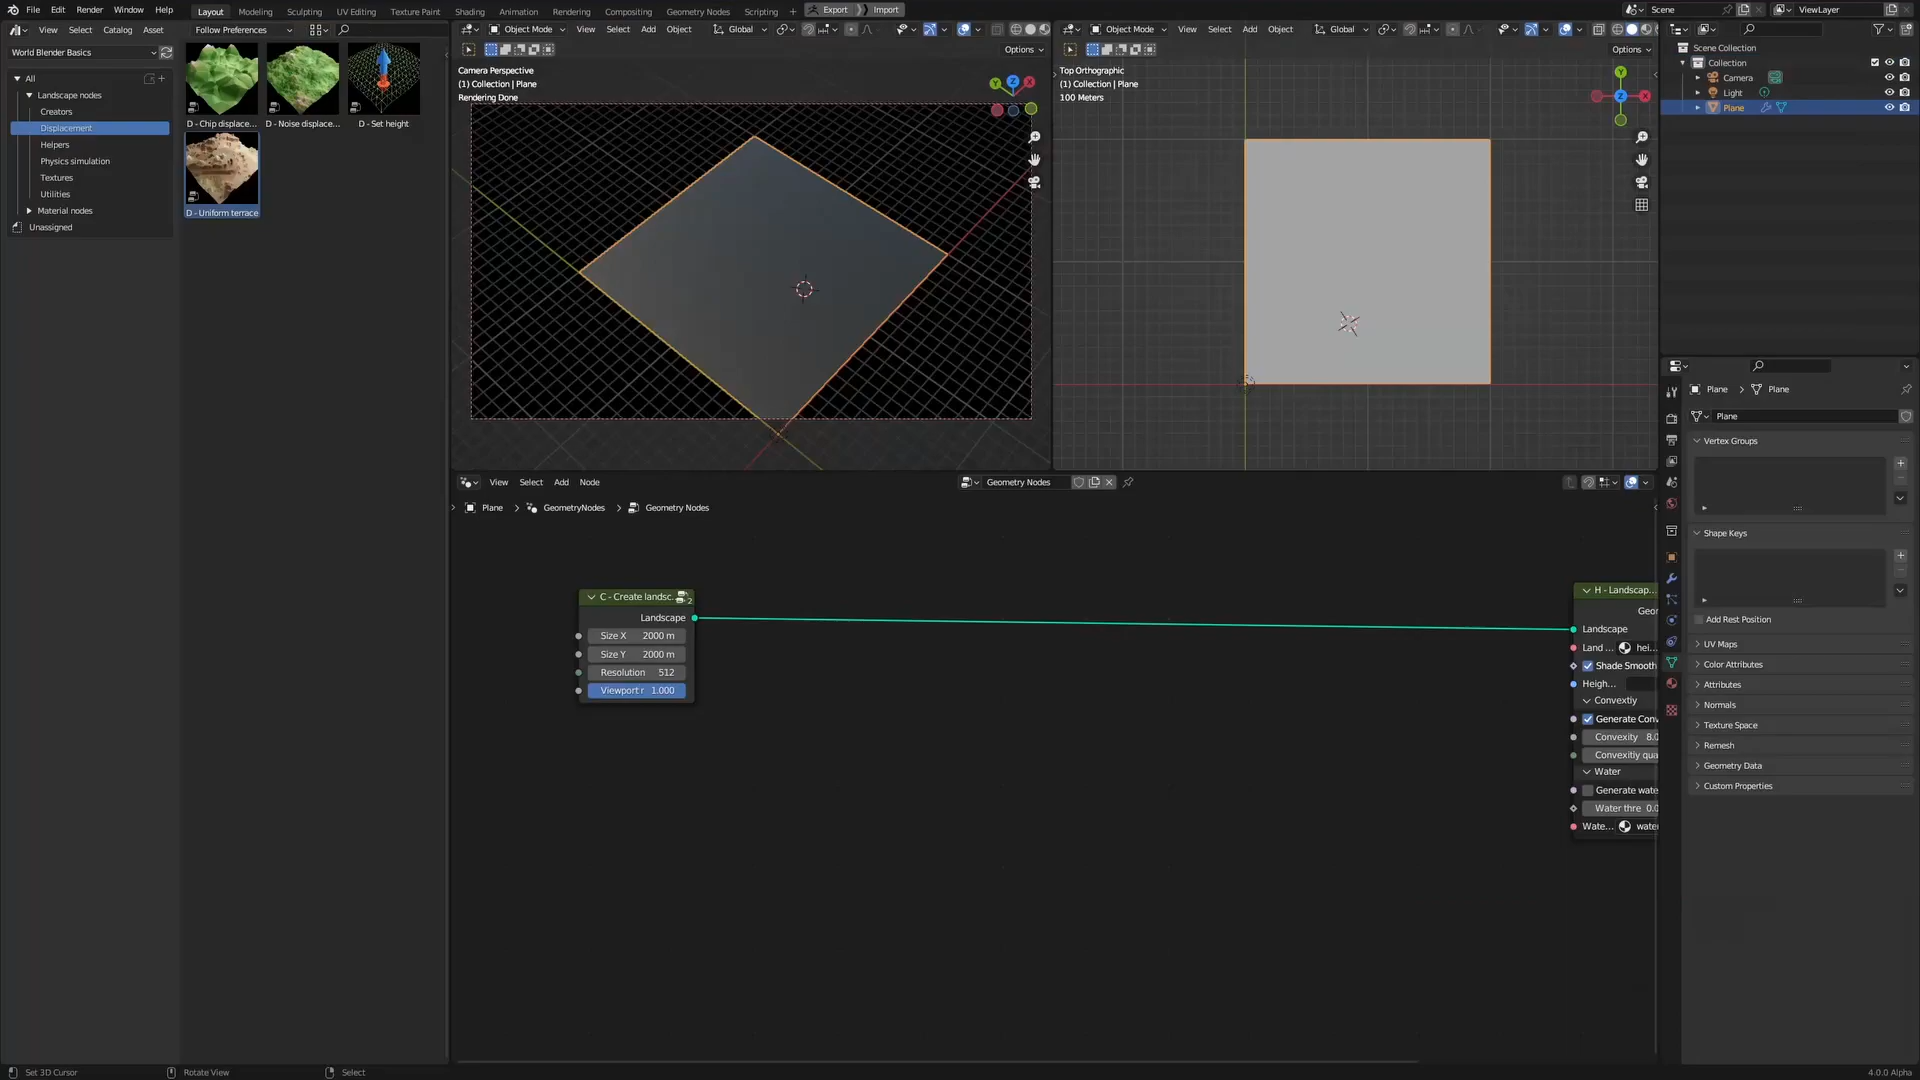 File Edit Render Window Help
Layout Modeling Sculpting UV Editing Texture Paint Shading Animation Rendering Compositing Geometry Nodes Scripting + Export Import
Scene
ViewLayer
View Select Catalog Asset
Follow Preferences
World Blender Basics
All
Landscape nodes
Creators
Displacement
Helpers
Physics simulation
Textures
Utilities
Material nodes
Unassigned
D - Chip displace...
D - Noise displace...
D - Set height
D - Uniform terrace
Object Mode View Select Add Object Global
Options
Camera Perspective
(1) Collection | Plane
Rendering Done
Y Z X
Object Mode View Select Add Object Global
Options
Top Orthographic
(1) Collection | Plane
100 Meters
Y
Z X
Scene Collection
Collection
Camera
Light
Plane
View Select Add Node
Geometry Nodes
Plane > GeometryNodes > Geometry Nodes
C - Create landsc... 2
Landscape
Size X 2000 m
Size Y 2000 m
Resolution 512
Viewport r 1.000
H - Landscap...
Geor
Landscape
Land ... hei...
Shade Smooth
Heigh...
Convextiy
Generate Conv
Convexity 8.0
Convexitiy qua
Water
Generate wate
Water thre 0.0
Wate... water
Plane > Plane
Plane
Vertex Groups
Shape Keys
Add Rest Position
UV Maps
Color Attributes
Attributes
Normals
Texture Space
Remesh
Geometry Data
Custom Properties
Set 3D Cursor
Rotate View
Select
4.0.0 Alpha